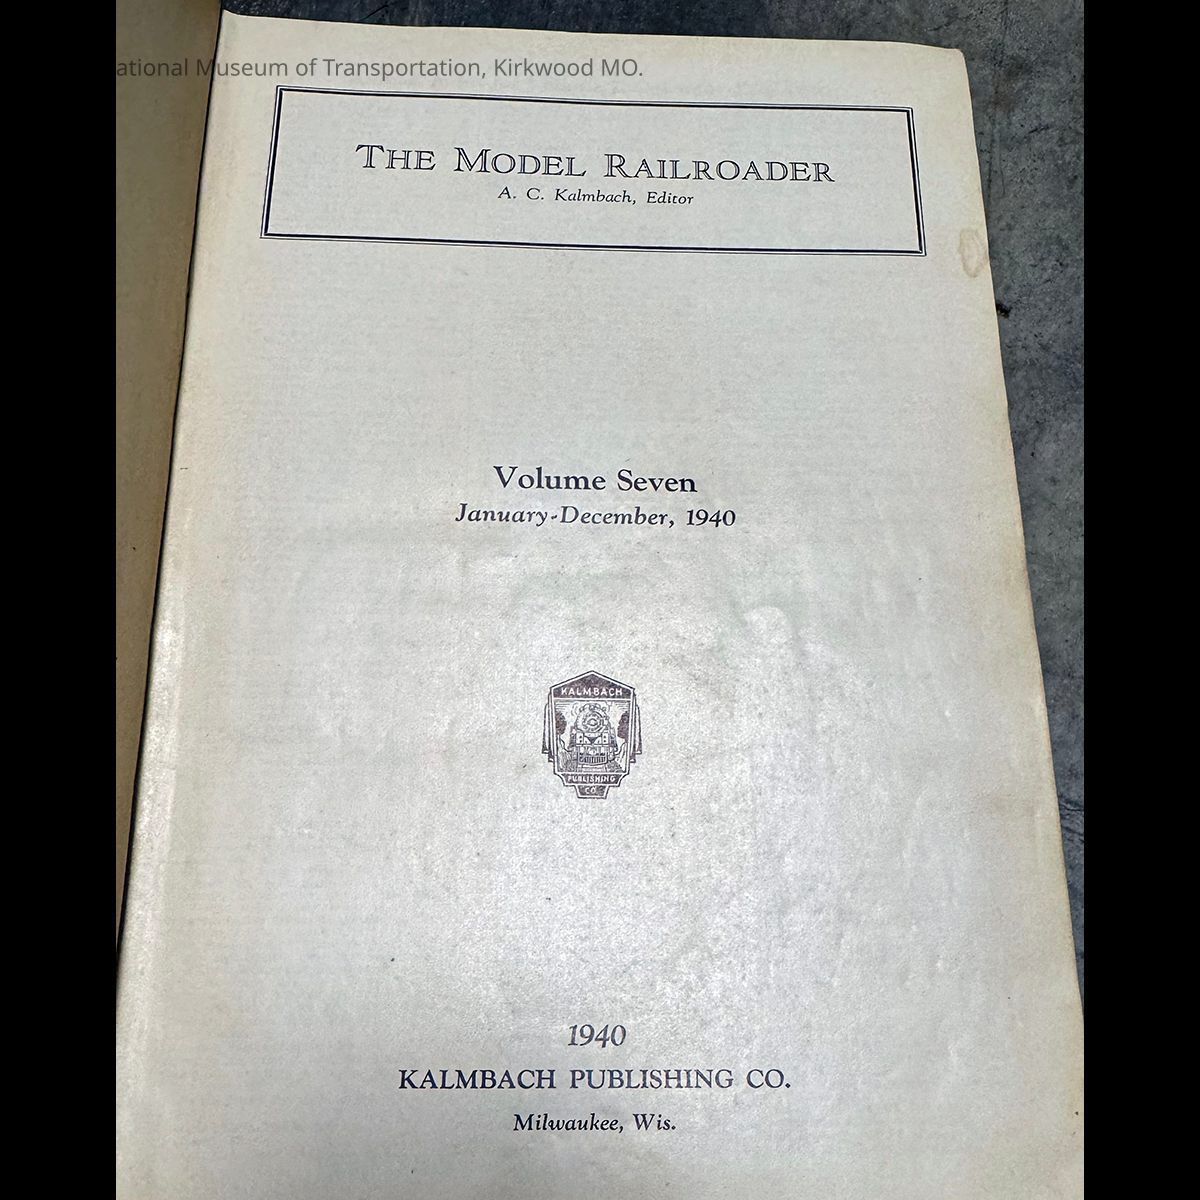 ational Museum of Transportation, Kirkwood MO.
THE MODEL RAILROADER
A. C. Kalmbach, Editor
Volume Seven
January-December, 1940
KALMBACH
PUBLISHING
CO.
1940
KALMBACH PUBLISHING CO.
Milwaukee, Wis.